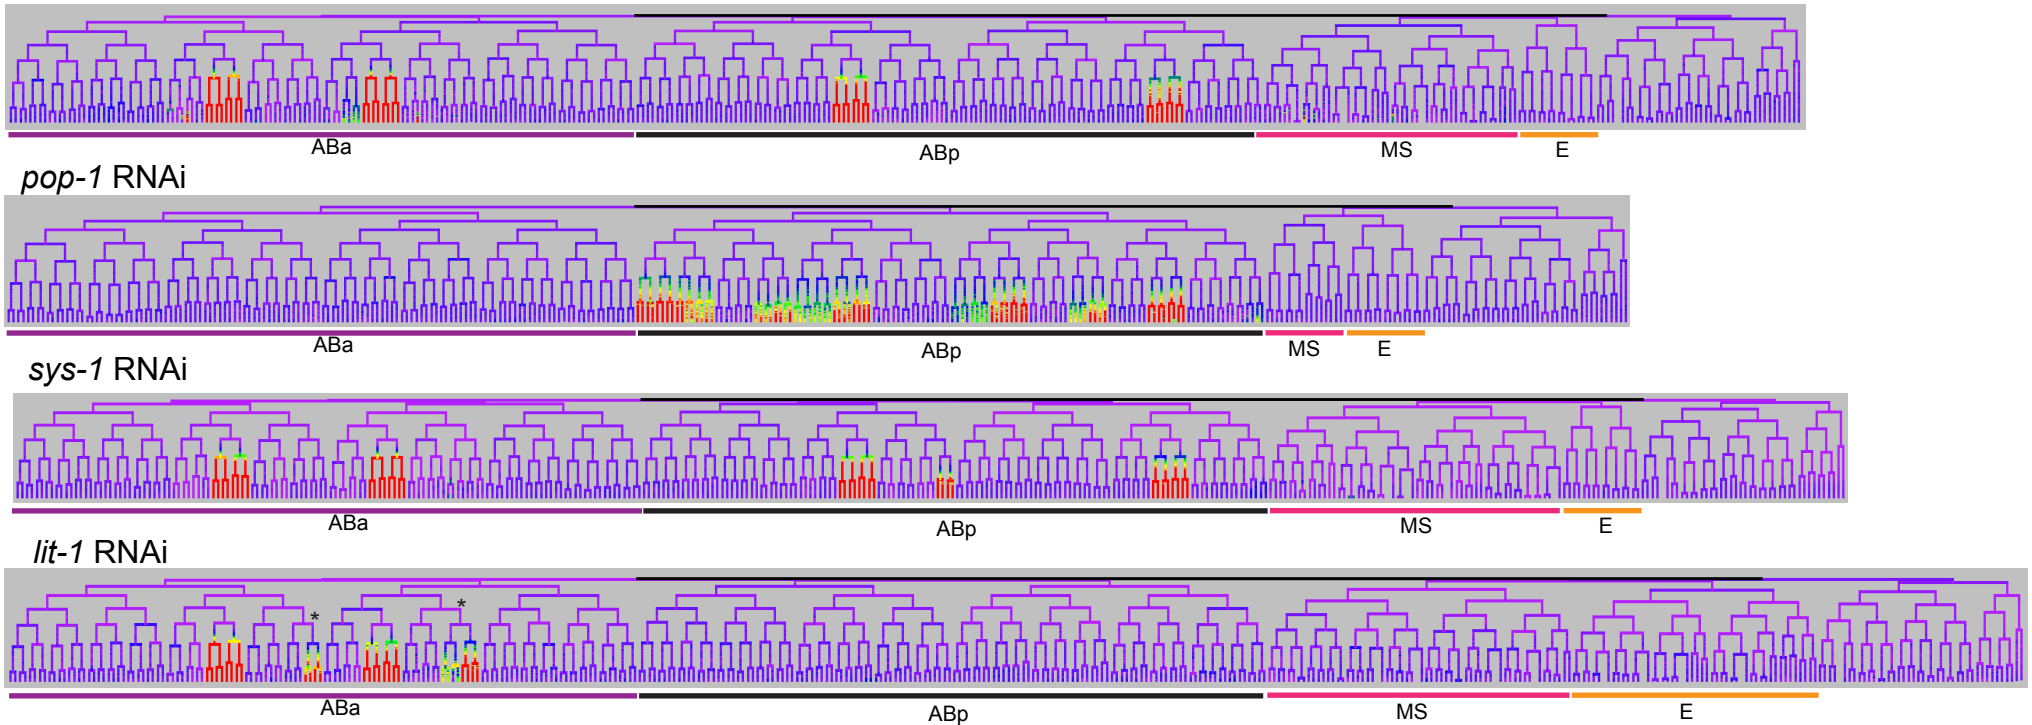 ABa ABp MS E
pop-1 RNAi
ABa ABp MS E
sys-1 RNAi
ABa ABp MS E
lit-1 RNAi
* *
ABa ABp MS E